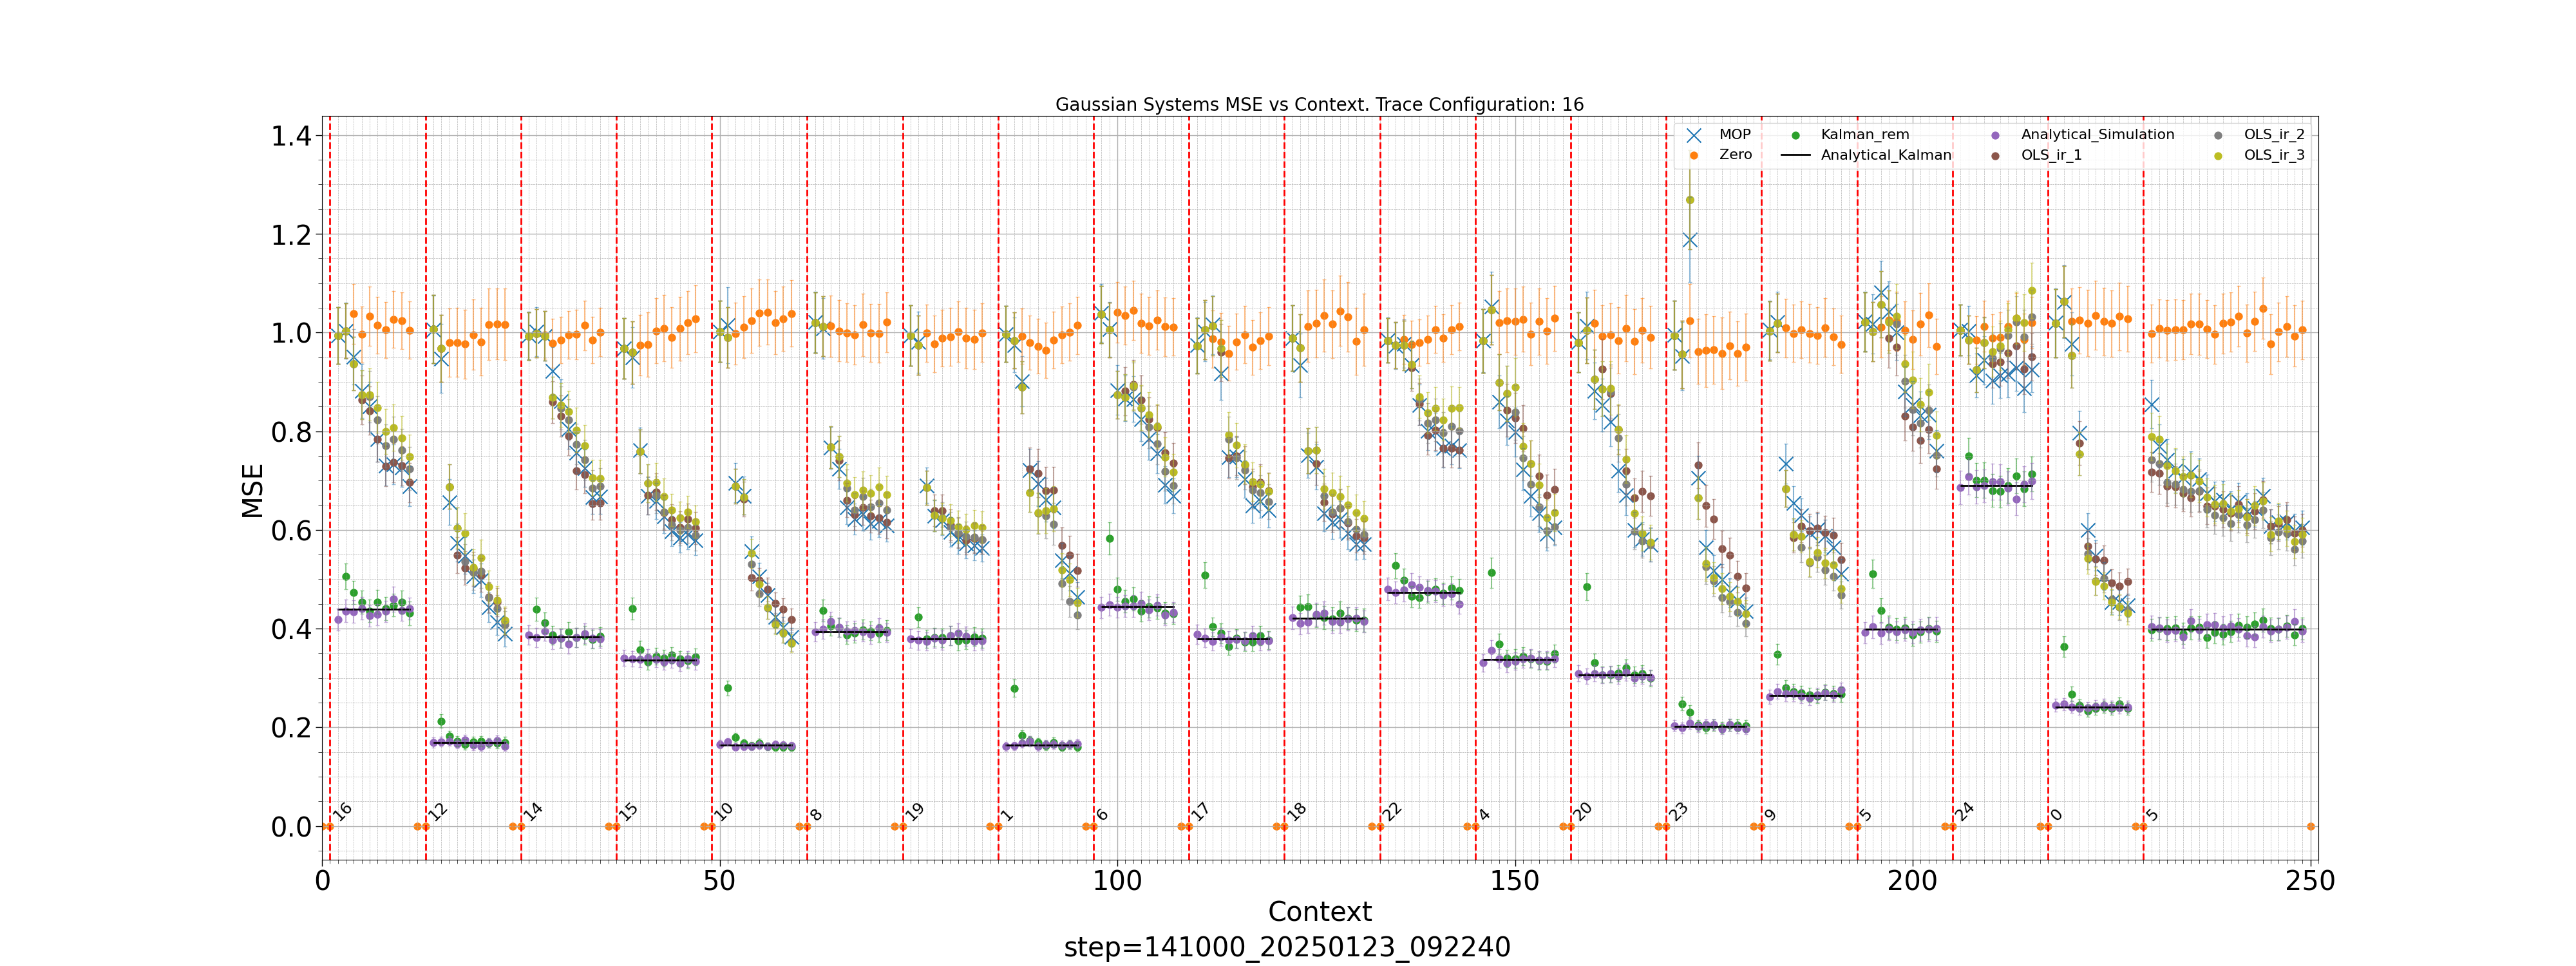 Gaussian Systems MSE vs Context. Trace Configuration: 16
MOP
Zero
Kalman_rem
Analytical_Kalman
Analytical_Simulation
OLS_ir_1
OLS_ir_2
OLS_ir_3
MSE
1.4
1.2
1.0
0.8
0.6
0.4
0.2
0.0
16
12
14
15
10
8
19
1
6
17
18
22
4
20
23
9
5
24
0
5
0
50
100
150
200
250
Context
step=141000_20250123_092240